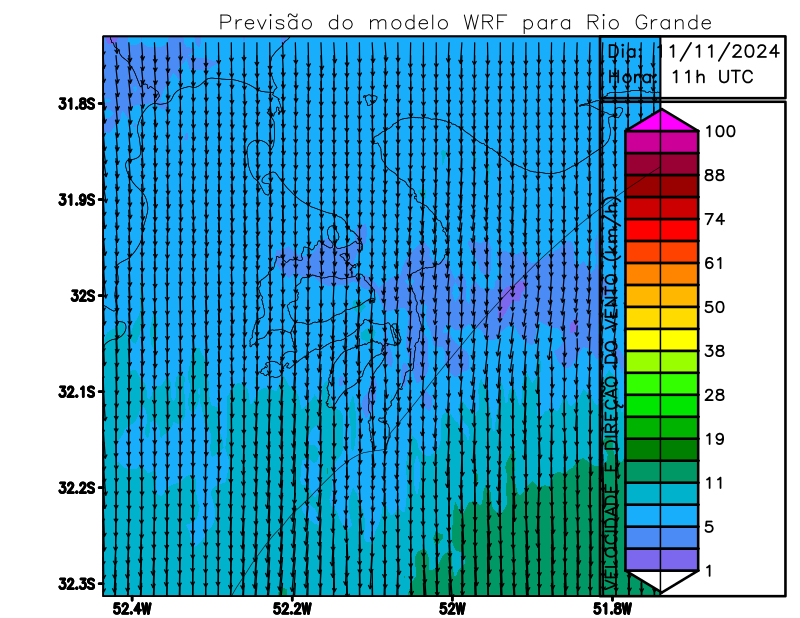 Previsão do modelo WRF para Rio Grande
Dia: 11/11/2024
Hora: 11h UTC
31.8S
31.9S
32S
32.1S
32.2S
32.3S
52.4W
52.2W
52W
51.8W
VELOCIDADE E DIREÇÃO DO VENTO (km/h)
100
88
74
61
50
38
28
19
11
5
1